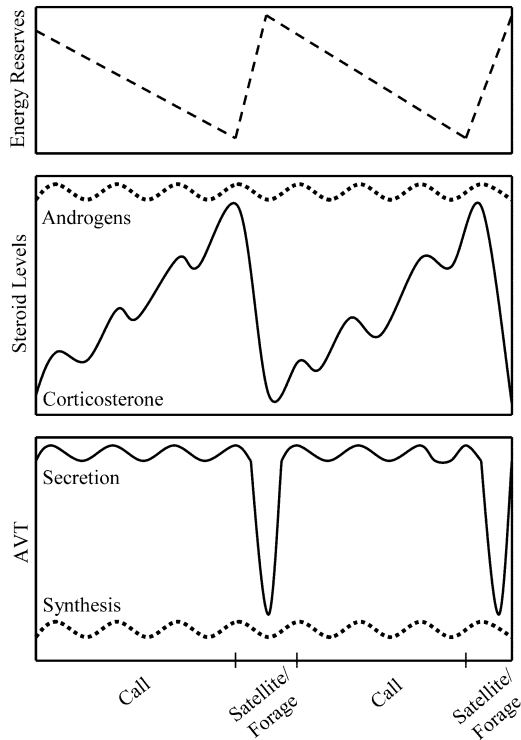 Energy Reserves
Androgens
Steroid Levels
Corticosterone
Secretion
AVT
Synthesis
Call
Satellite/
Forage
Call
Satellite/
Forage